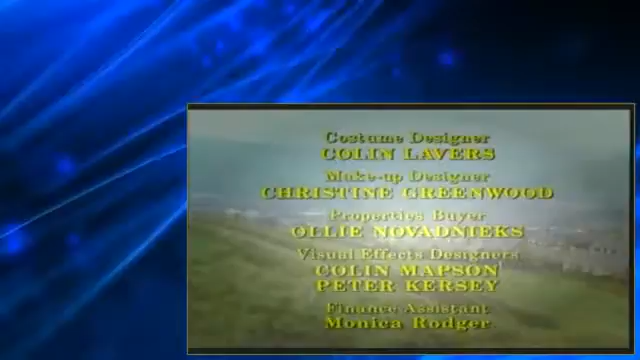 Costume Designer
COLIN LAVERS
Make-up Designer
CHRISTINE GREENWOOD
Properties Buyer
OLLIE NOVADNIEKS
Visual Effects Designers
COLIN MAPSON
PETER KERSEY
Finance Assistant
Monica Rodger